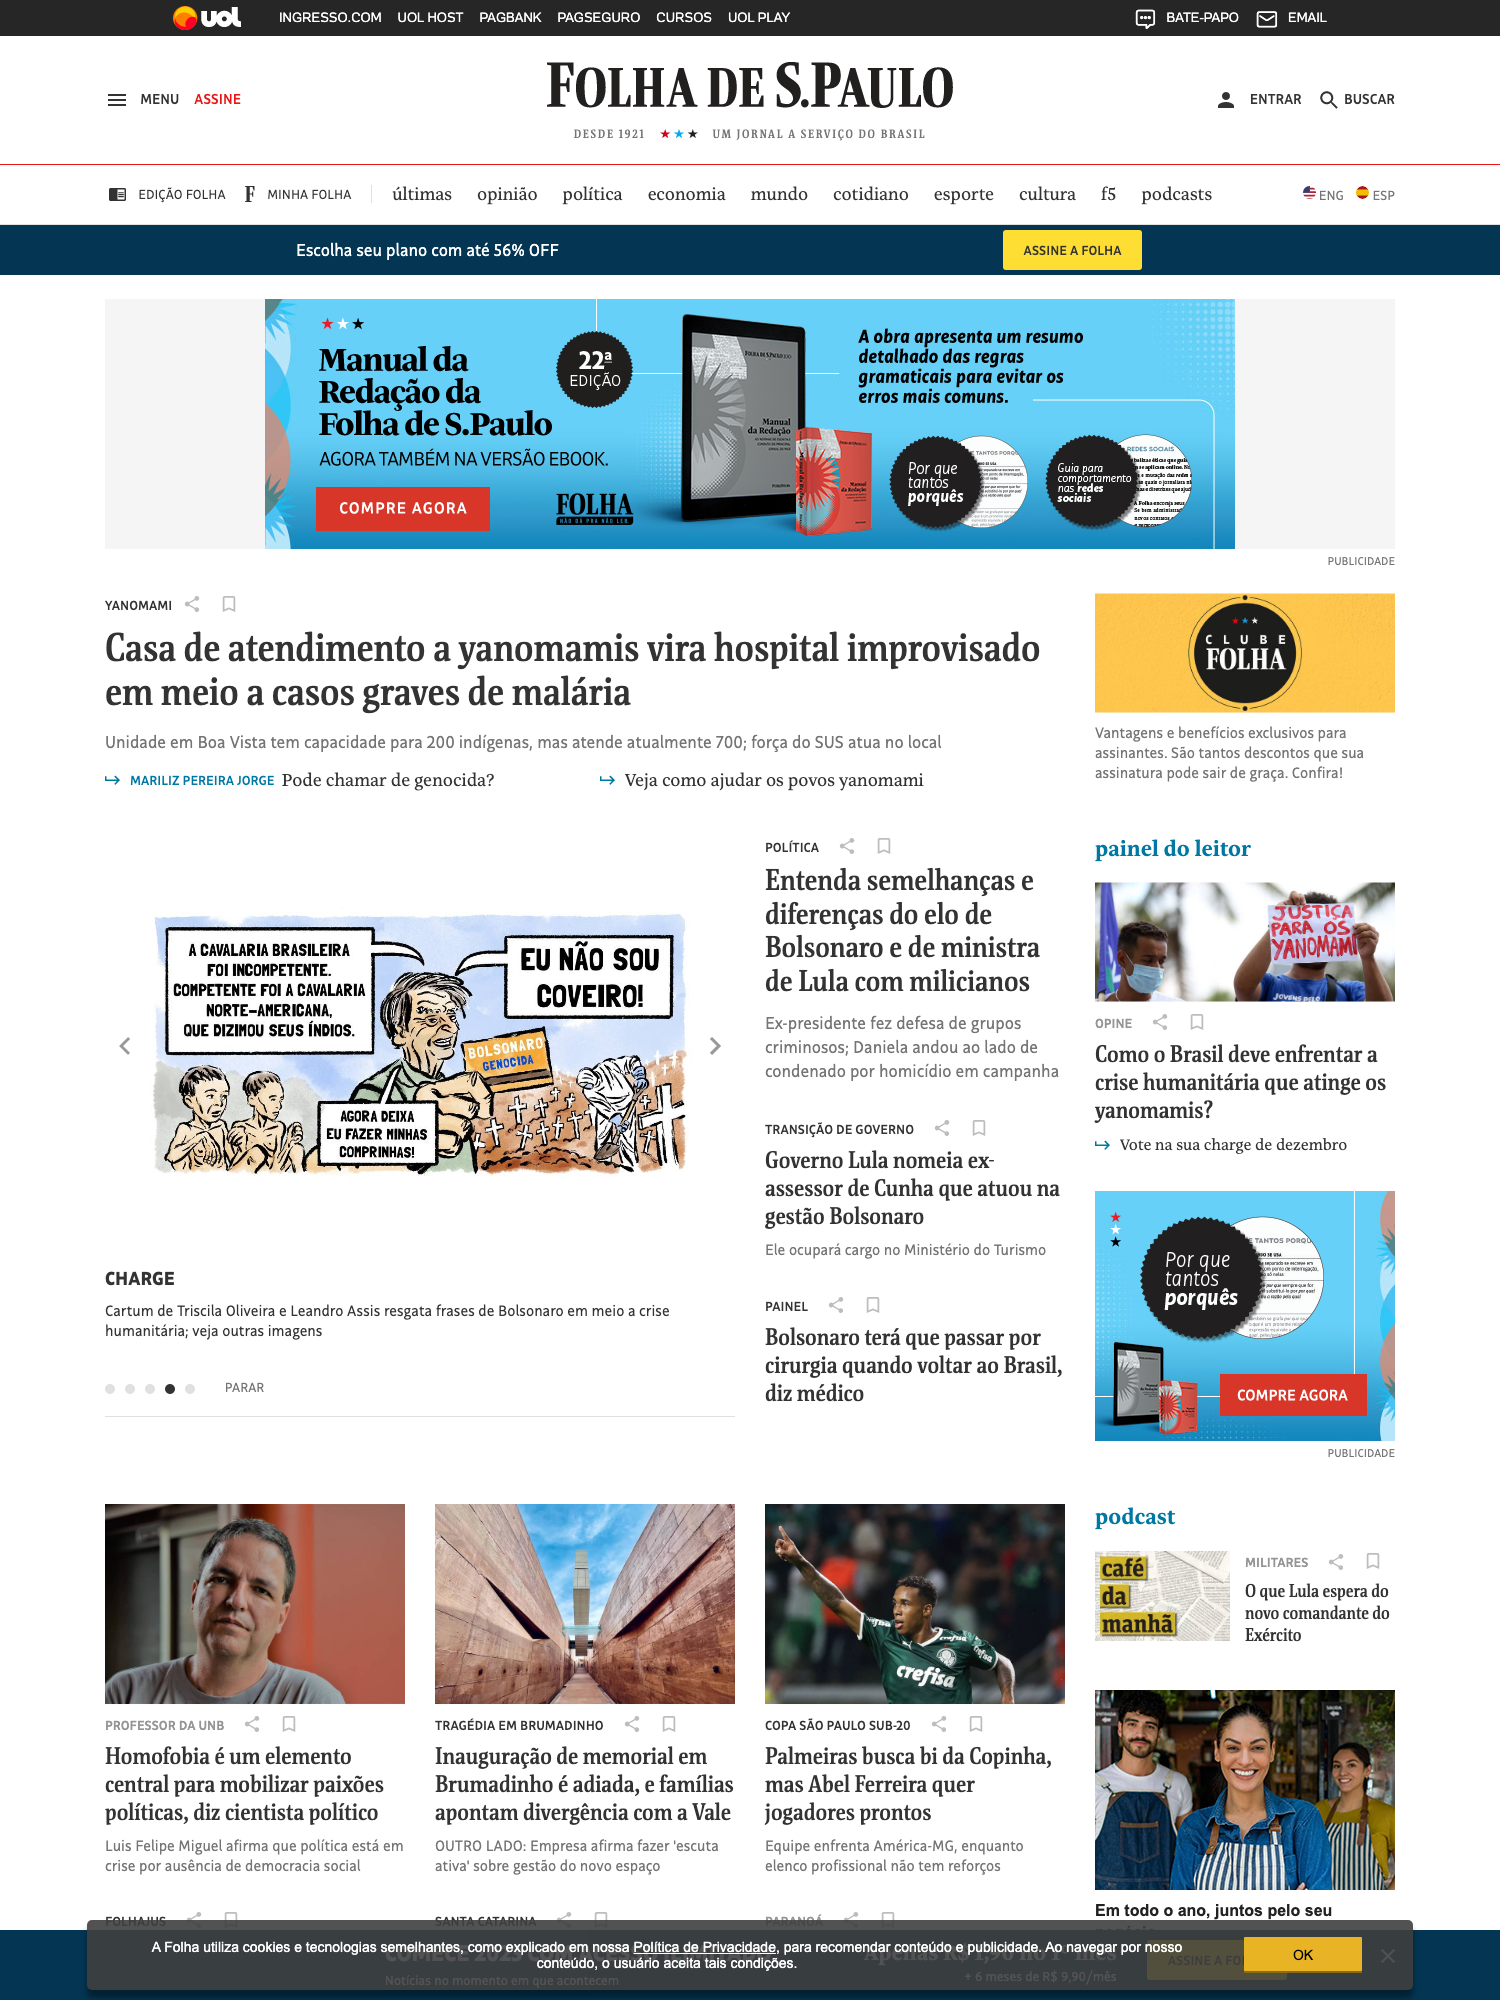 uol INGRESSO.COM UOL HOST PAGBANK PAGSEGURO CURSOS UOL PLAY BATE-PAPO EMAIL
MENU ASSINE
FOLHA DE S.PAULO
DESDE 1921 ★★★ UM JORNAL A SERVIÇO DO BRASIL
ENTRAR BUSCAR
EDIÇÃO FOLHA F MINHA FOLHA últimas opinião política economia mundo cotidiano esporte cultura f5 podcasts ENG ESP
Escolha seu plano com até 56% OFF ASSINE A FOLHA
Manual da
Redação da
Folha de S.Paulo
AGORA TAMBÉM NA VERSÃO EBOOK.
COMPRE AGORA
22ª
EDIÇÃO
FOLHA
NÃO DÁ PRA NÃO LER.
FOLHA DE S.PAULO 100
Manual
da Redação
A obra apresenta um resumo
detalhado das regras
gramaticais para evitar os
erros mais comuns.
Por que
tantos
porquês
Guia para
comportamento
nas redes
sociais
REDES SOCIAIS
PUBLICIDADE
YANOMAMI
Casa de atendimento a yanomamis vira hospital improvisado
em meio a casos graves de malária
Unidade em Boa Vista tem capacidade para 200 indígenas, mas atende atualmente 700; força do SUS atua no local
MARILIZ PEREIRA JORGE Pode chamar de genocida?
Veja como ajudar os povos yanomami
CLUBE
FOLHA
Vantagens e benefícios exclusivos para
assinantes. São tantos descontos que sua
assinatura pode sair de graça. Confira!
A CAVALARIA BRASILEIRA
FOI INCOMPETENTE.
COMPETENTE FOI A CAVALARIA
NORTE-AMERICANA,
QUE DIZIMOU SEUS ÍNDIOS.
EU NÃO SOU
COVEIRO!
BOLSONARO
GENOCIDA
AGORA DEIXA
EU FAZER MINHAS
COMPRINHAS!
CHARGE
Cartum de Triscila Oliveira e Leandro Assis resgata frases de Bolsonaro em meio a crise
humanitária; veja outras imagens
PARAR
POLÍTICA
Entenda semelhanças e
diferenças do elo de
Bolsonaro e de ministra
de Lula com milicianos
Ex-presidente fez defesa de grupos
criminosos; Daniela andou ao lado de
condenado por homicídio em campanha
TRANSIÇÃO DE GOVERNO
Governo Lula nomeia ex-
assessor de Cunha que atuou na
gestão Bolsonaro
Ele ocupará cargo no Ministério do Turismo
PAINEL
Bolsonaro terá que passar por
cirurgia quando voltar ao Brasil,
diz médico
painel do leitor
JUSTIÇA
PARA OS
YANOMAMI
OPINE
Como o Brasil deve enfrentar a
crise humanitária que atinge os
yanomamis?
Vote na sua charge de dezembro
Por que
tantos
porquês
COMPRE AGORA
PUBLICIDADE
crefisa
PROFESSOR DA UNB
Homofobia é um elemento
central para mobilizar paixões
políticas, diz cientista político
Luis Felipe Miguel afirma que política está em
crise por ausência de democracia social
TRAGÉDIA EM BRUMADINHO
Inauguração de memorial em
Brumadinho é adiada, e famílias
apontam divergência com a Vale
OUTRO LADO: Empresa afirma fazer 'escuta
ativa' sobre gestão do novo espaço
COPA SÃO PAULO SUB-20
Palmeiras busca bi da Copinha,
mas Abel Ferreira quer
jogadores prontos
Equipe enfrenta América-MG, enquanto
elenco profissional não tem reforços
podcast
café
da
manhã
MILITARES
O que Lula espera do
novo comandante do
Exército
Em todo o ano, juntos pelo seu
FOLHAJUS
SANTA CATARINA
PARANOÁ
A Folha utiliza cookies e tecnologias semelhantes, como explicado em nossa Política de Privacidade, para recomendar conteúdo e publicidade. Ao navegar por nosso
conteúdo, o usuário aceita tais condições.
OK
Notícias no momento em que acontecem
+ 6 meses de R$ 9,90/mês